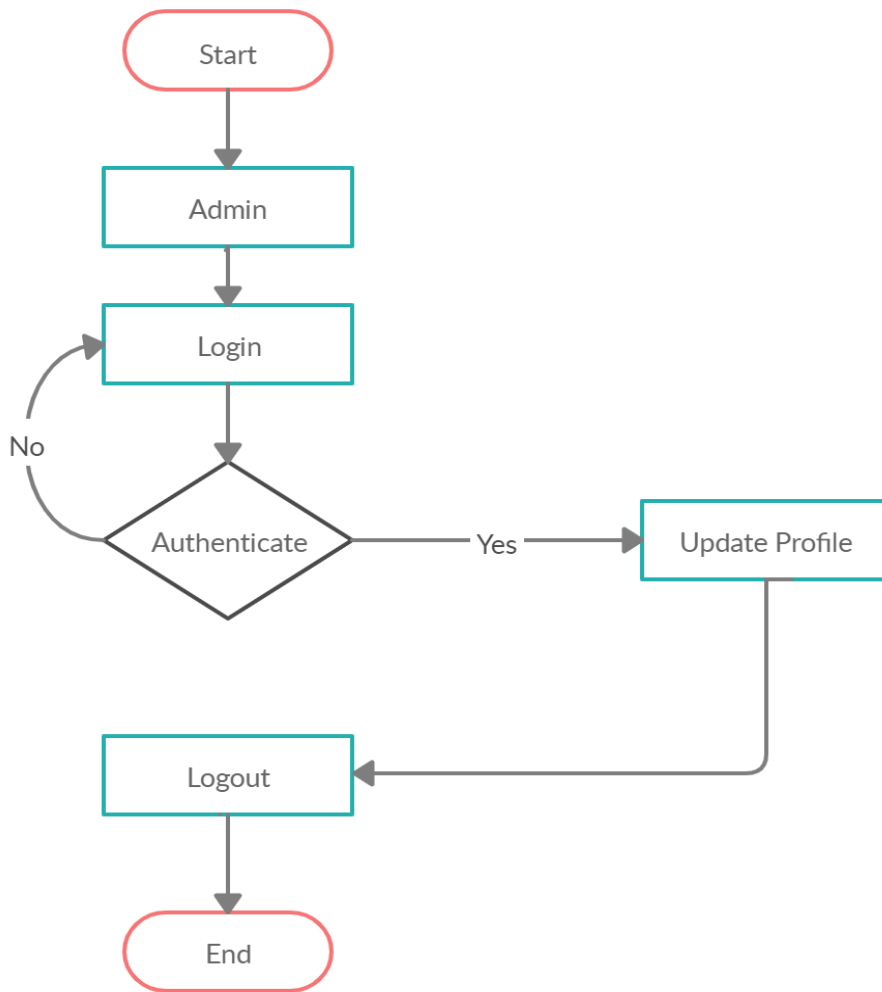 Start
Admin
Login
No
Authenticate
Yes
Update Profile
Logout
End